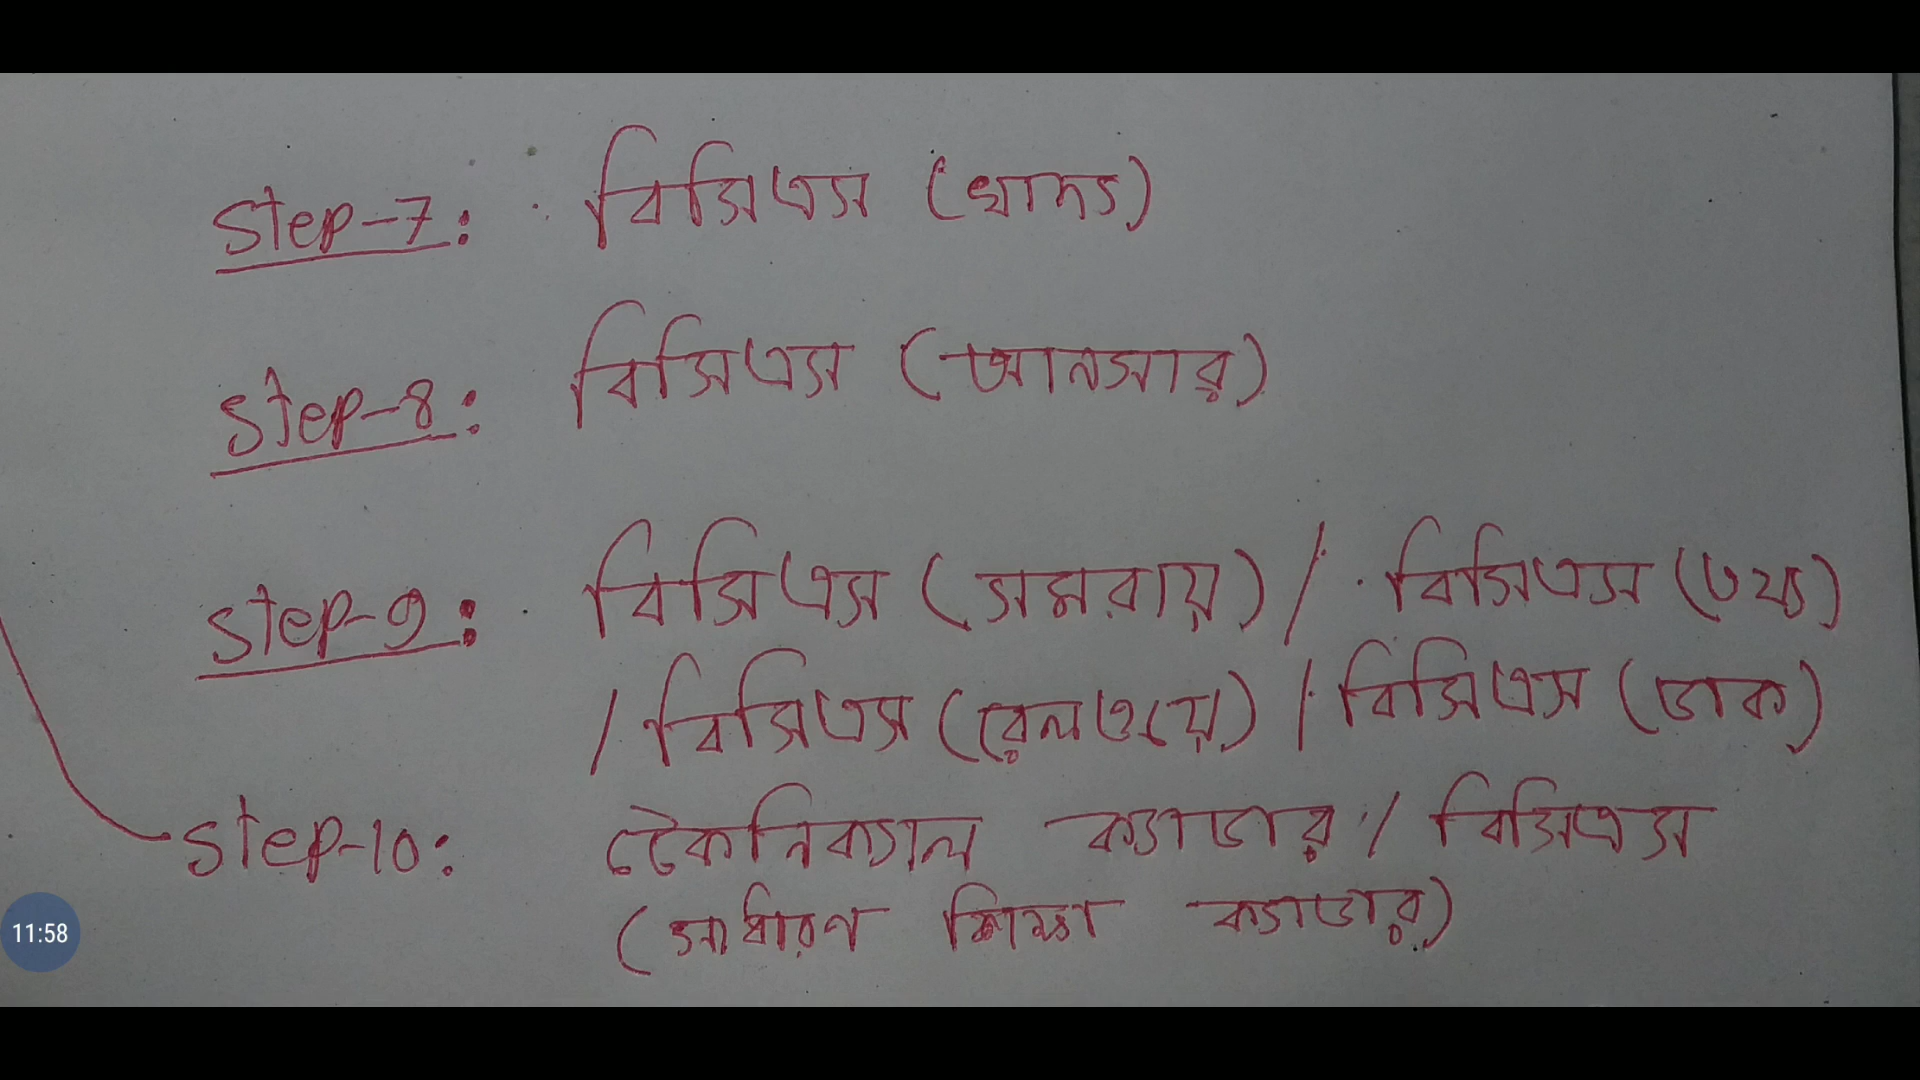 Step-7: বিসিএস (খাদ্য)
Step-8: বিসিএস (আনসার)
Step-9: বিসিএস (সমবায়) / বিসিএস (তথ্য)
/ বিসিএস (রেলওয়ে) / বিসিএস (ডাক)
Step-10: টেকনিক্যাল ক্যাডার / বিসিএস
(সাধারণ শিক্ষা ক্যাডার)
11:58